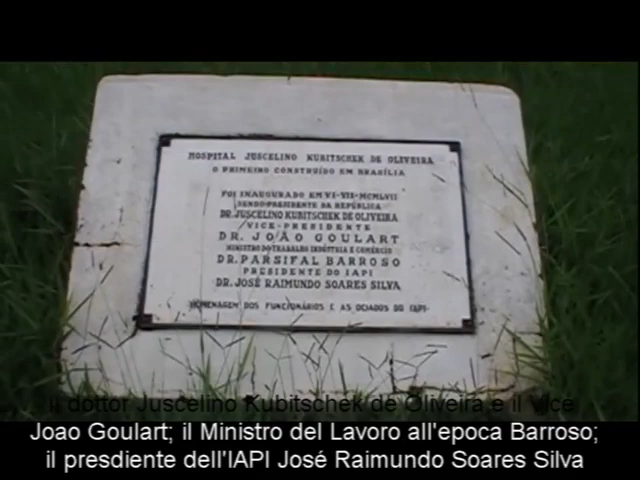 HOSPITAL JUSCELINO KUBITSCHEK DE OLIVEIRA
O PRIMEIRO CONSTRUÍDO EM BRASÍLIA
FOI INAUGURADO EM VI-VII-MCMLVII
SENDO PRESIDENTE DA REPÚBLICA
DR. JUSCELINO KUBITSCHEK DE OLIVEIRA
VICE-PRESIDENTE
DR. JOÃO GOULART
MINISTRO DO TRABALHO INDÚSTRIA E COMÉRCIO
DR. PARSIFAL BARROSO
PRESIDENTE DO IAPI
DR. JOSÉ RAIMUNDO SOARES SILVA
HOMENAGEM DOS FUNCIONÁRIOS E AS OCIADOS DO IAPI-
il dottor Juscelino Kubitschek de Oliveira e il Vice
Joao Goulart; il Ministro del Lavoro all'epoca Barroso;
il presdiente dell'IAPI José Raimundo Soares Silva